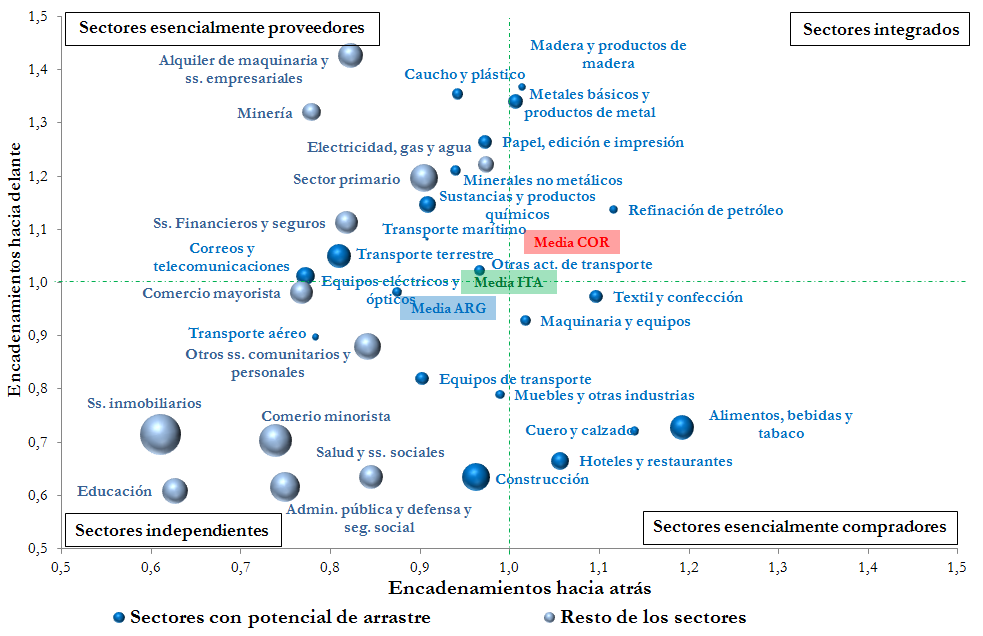 Sectores esencialmente proveedores
Sectores integrados
Encadenamientos hacia delante
1,5
1,4
1,3
1,2
1,1
1,0
0,9
0,8
0,7
0,6
0,5
Madera y productos de
madera
Alquiler de maquinaria y
ss. empresariales
Caucho y plástico
Metales básicos y
productos de metal
Minería
Papel, edición e impresión
Electricidad, gas y agua
Sector primario
Minerales no metálicos
Sustancias y productos
químicos
Refinación de petróleo
Ss. Financieros y seguros
Transporte marítimo
Media COR
Correos y
telecomunicaciones
Transporte terrestre
Otras act. de transporte
Media ITA
Equipos eléctricos y
ópticos
Comercio mayorista
Textil y confección
Media ARG
Maquinaria y equipos
Transporte aéreo
Otros ss. comunitarios y
personales
Equipos de transporte
Muebles y otras industrias
Ss. inmobiliarios
Comerio minorista
Alimentos, bebidas y
tabaco
Cuero y calzado
Salud y ss. sociales
Hoteles y restaurantes
Construcción
Educación
Admin. pública y defensa y
seg. social
Sectores independientes
Sectores esencialmente compradores
0,5 0,6 0,7 0,8 0,9 1,0 1,1 1,2 1,3 1,4 1,5
Encadenamientos hacia atrás
Sectores con potencial de arrastre
Resto de los sectores